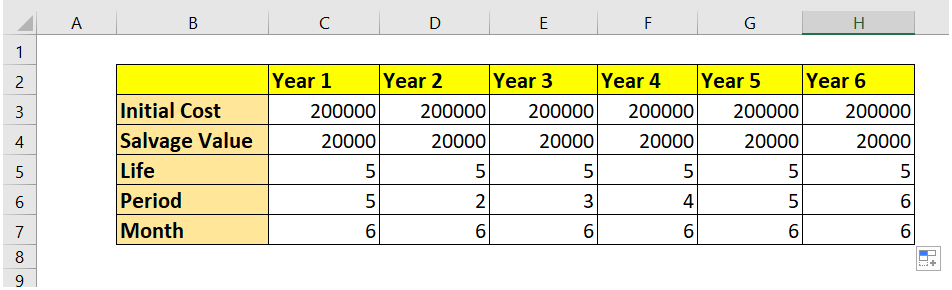 A B C D E F G H
1
2 Year 1 Year 2 Year 3 Year 4 Year 5 Year 6
3 Initial Cost 200000 200000 200000 200000 200000 200000
4 Salvage Value 20000 20000 20000 20000 20000 20000
5 Life 5 5 5 5 5 5
6 Period 5 2 3 4 5 6
7 Month 6 6 6 6 6 6
8
9